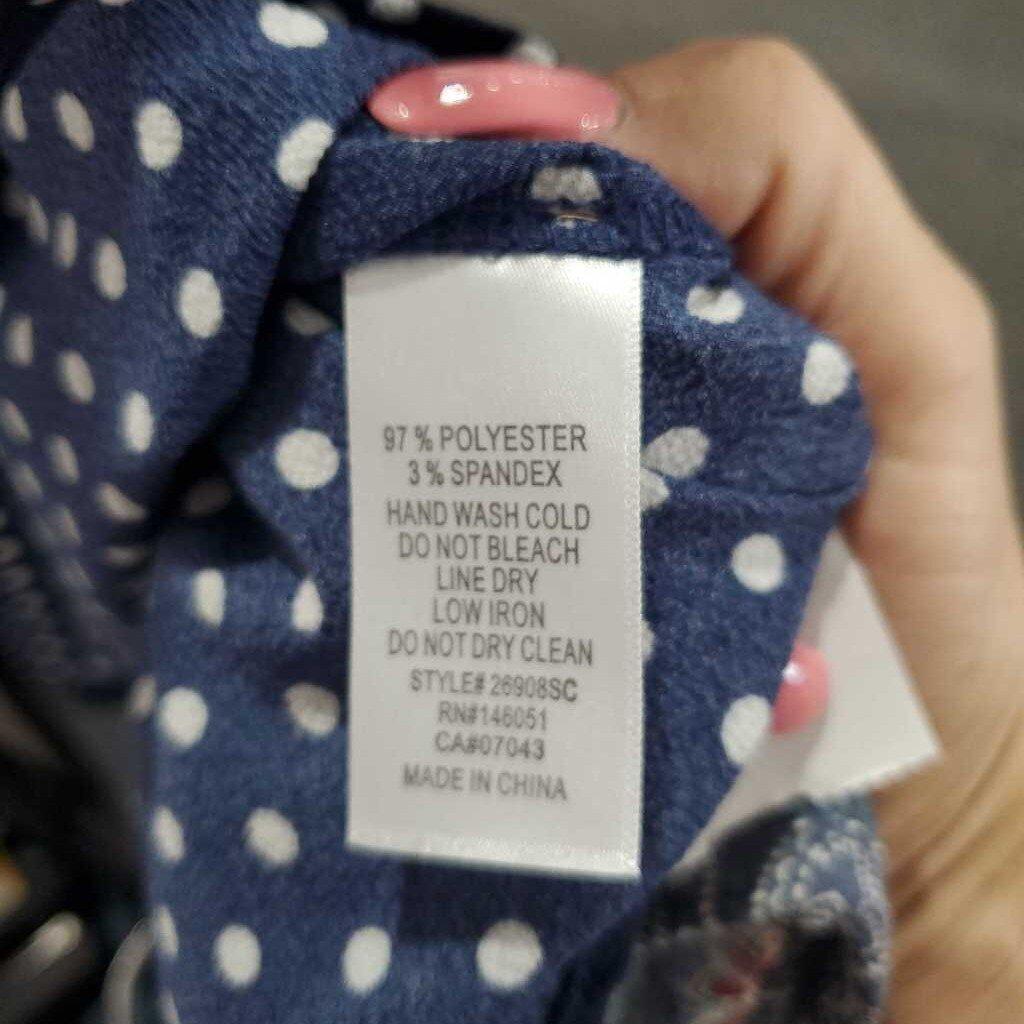 97 % POLYESTER
3 % SPANDEX
HAND WASH COLD
DO NOT BLEACH
LINE DRY
LOW IRON
DO NOT DRY CLEAN
STYLE# 26908SC
RN#146051
CA#07043
MADE IN CHINA